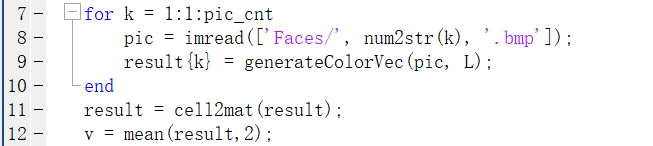 7 - for k = 1:1:pic_cnt
8 - pic = imread(['Faces/', num2str(k), '.bmp']);
9 - result{k} = generateColorVec(pic, L);
10 - end
11 - result = cell2mat(result);
12 - v = mean(result,2);